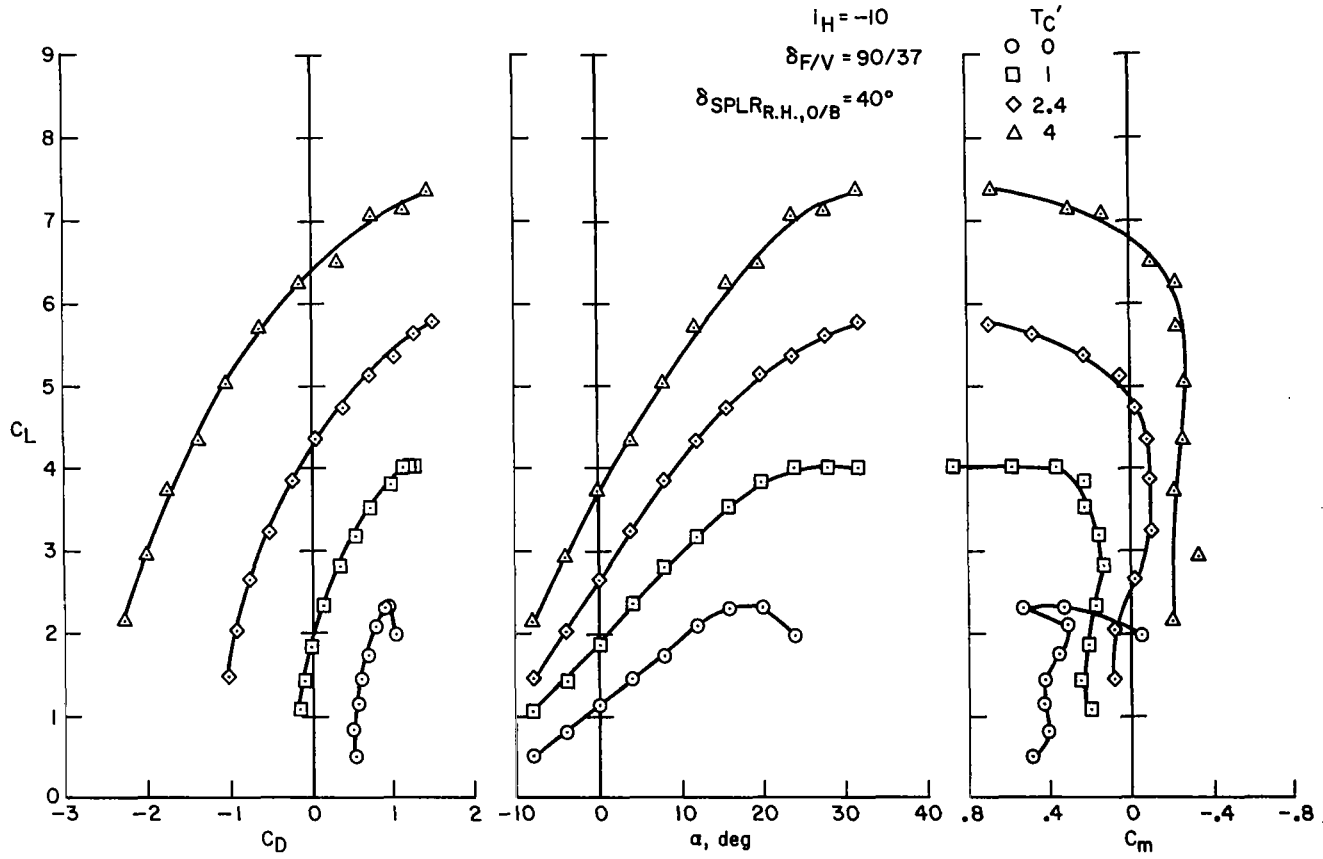 i_H = -10
δ_F/V = 90/37
δ_SPLR_R.H.,O/B = 40°
T_C'
0
1
2.4
4
9
8
7
6
5
4
3
2
1
0
C_L
-3 -2 -1 0 1 2
C_D
-10 0 10 20 30 40
α, deg
.8 .4 0 -.4 -.8
C_m